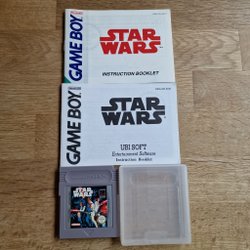 GAME BOY
STAR
WARS
INSTRUCTION BOOKLET
GAME BOY
STAR
WARS
UBI SOFT
Entertainment Software
Instruction Booklet
STAR
WARS